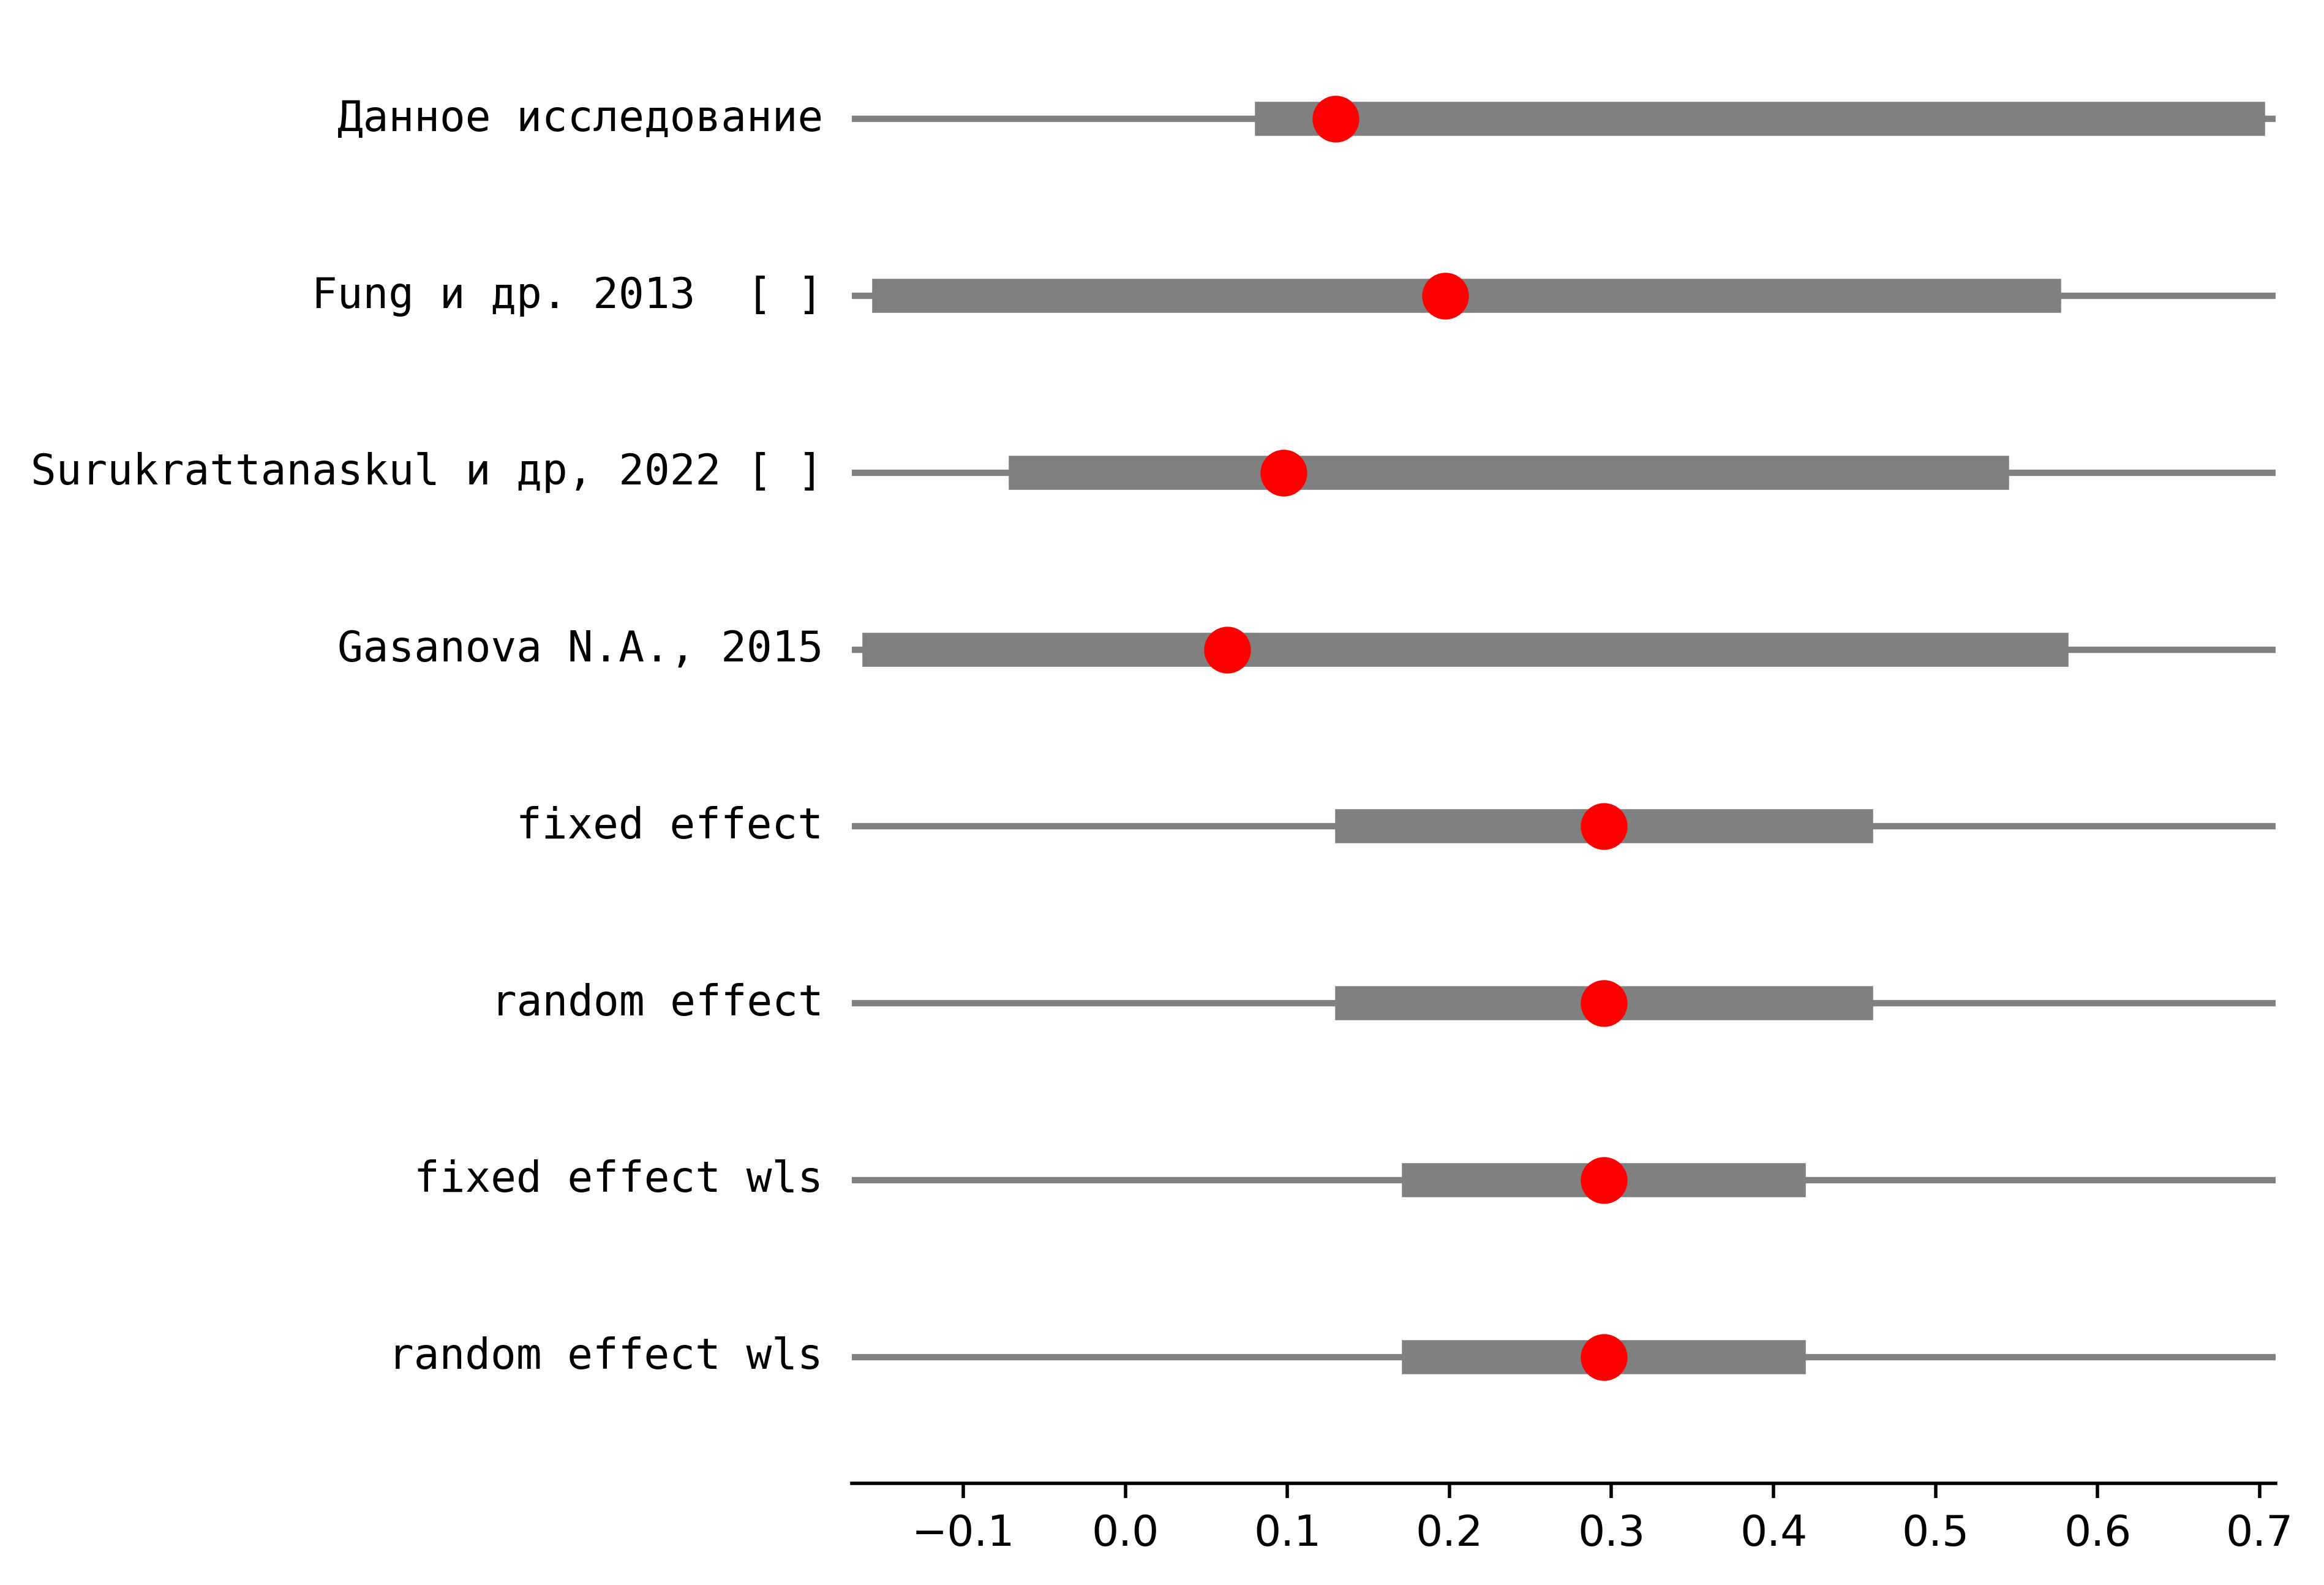 Данное исследование
Fung и др. 2013  [ ]
Surukrattanaskul и др, 2022 [ ]
Gasanova N.A., 2015
fixed effect
random effect
fixed effect wls
random effect wls
−0.1 0.0 0.1 0.2 0.3 0.4 0.5 0.6 0.7